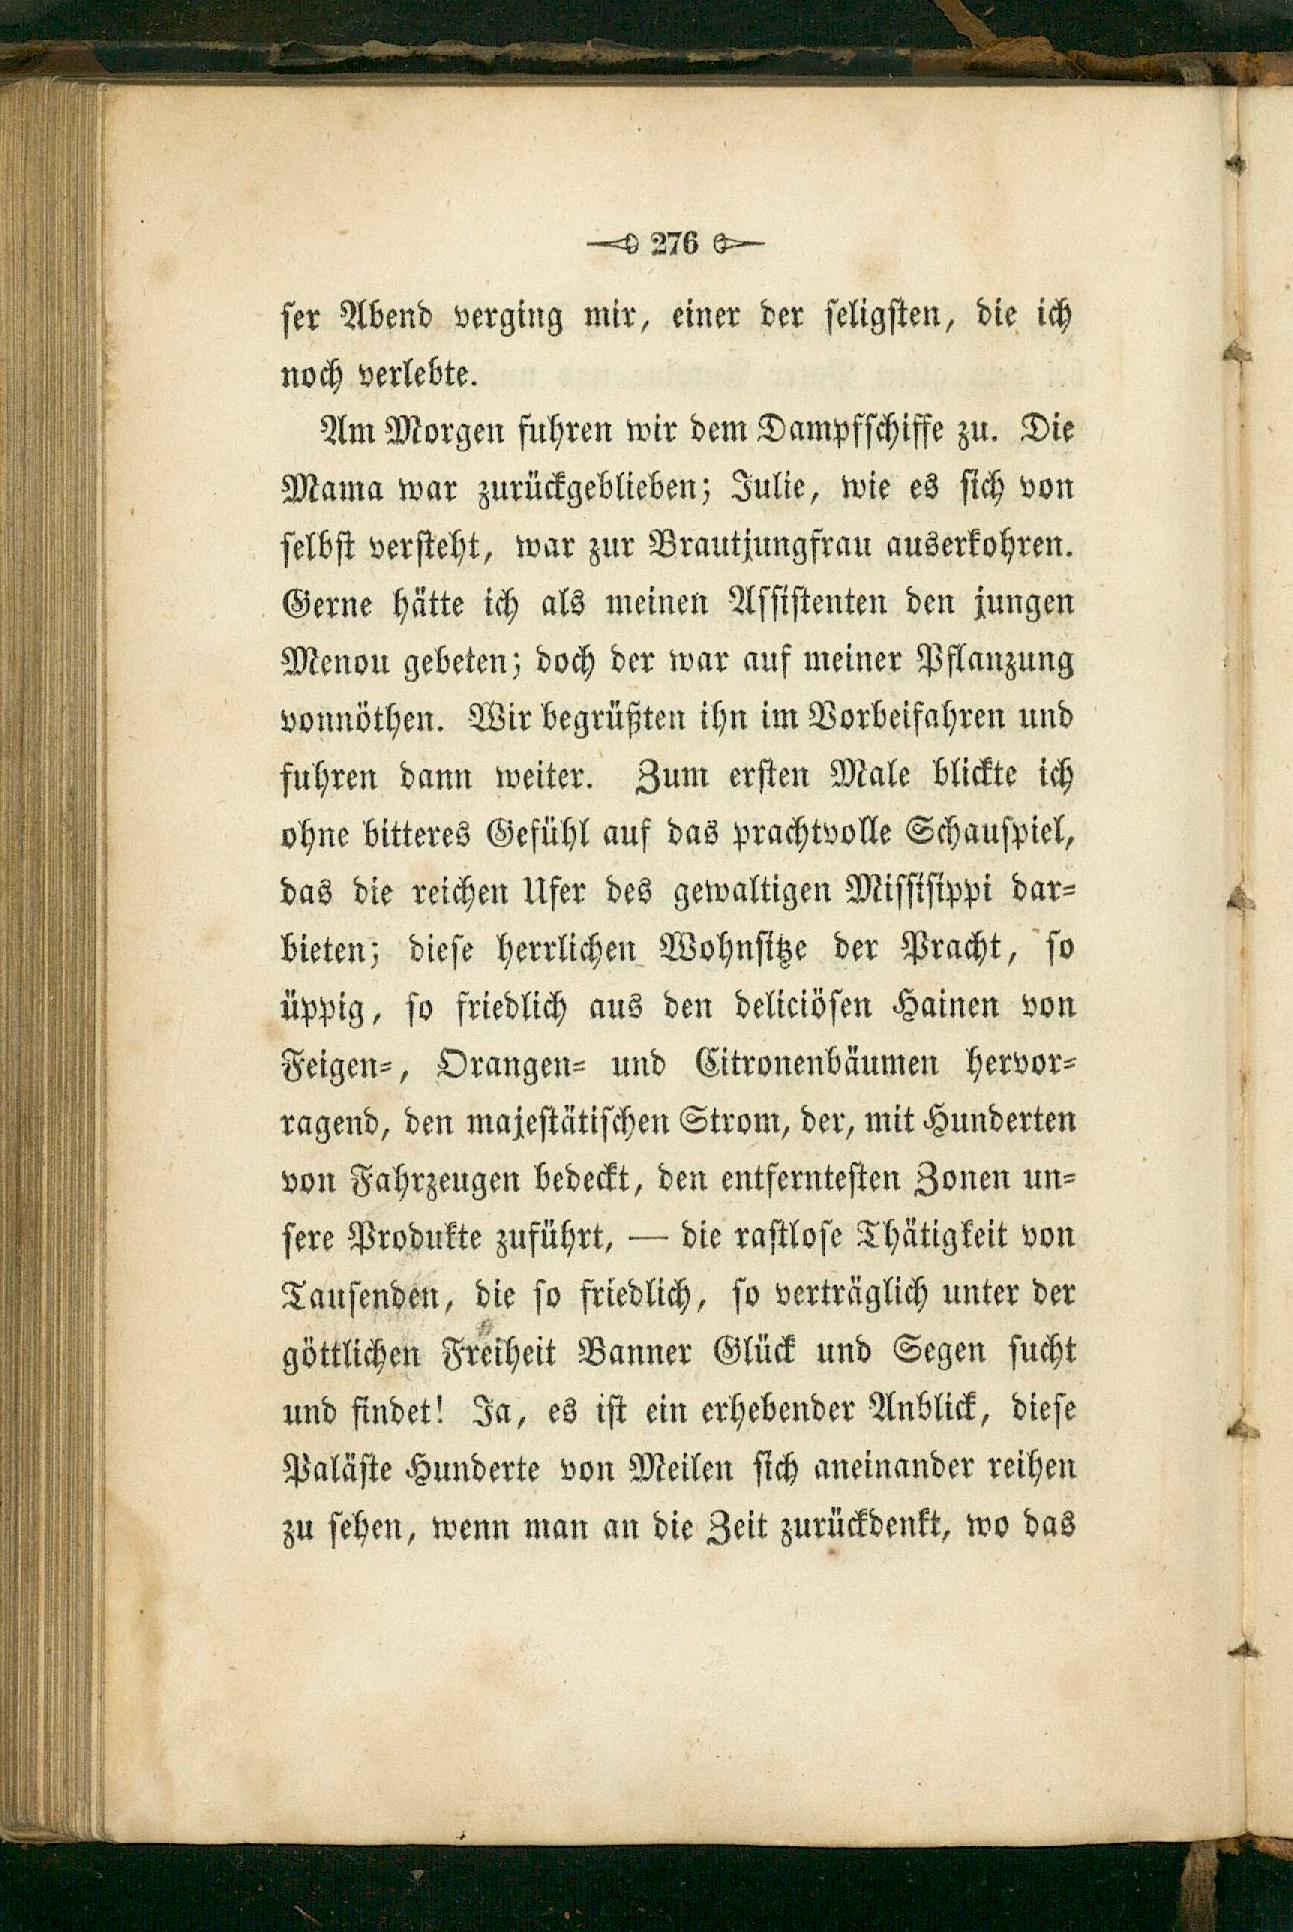 276
ser Abend verging mir, einer der seligsten, die ich
noch verlebte.
Am Morgen fuhren wir dem Dampfschiffe zu. Die
Mama war zurückgeblieben; Julie, wie es sich von
selbst versteht, war zur Brautjungfrau auserkohren.
Gerne hätte ich als meinen Assistenten den jungen
Menou gebeten; doch der war auf meiner Pflanzung
vonnöthen. Wir begrüßten ihn im Vorbeifahren und
fuhren dann weiter. Zum ersten Male blickte ich
ohne bitteres Gefühl auf das prachtvolle Schauspiel,
das die reichen Ufer des gewaltigen Missisippi dar-
bieten; diese herrlichen Wohnsitze der Pracht, so
üppig, so friedlich aus den deliciösen Hainen von
Feigen-, Orangen- und Citronenbäumen hervor-
ragend, den majestätischen Strom, der, mit Hunderten
von Fahrzeugen bedeckt, den entferntesten Zonen un-
sere Produkte zuführt, — die rastlose Thätigkeit von
Tausenden, die so friedlich, so verträglich unter der
göttlichen Freiheit Banner Glück und Segen sucht
und findet! Ja, es ist ein erhebender Anblick, diese
Paläste Hunderte von Meilen sich aneinander reihen
zu sehen, wenn man an die Zeit zurückdenkt, wo das